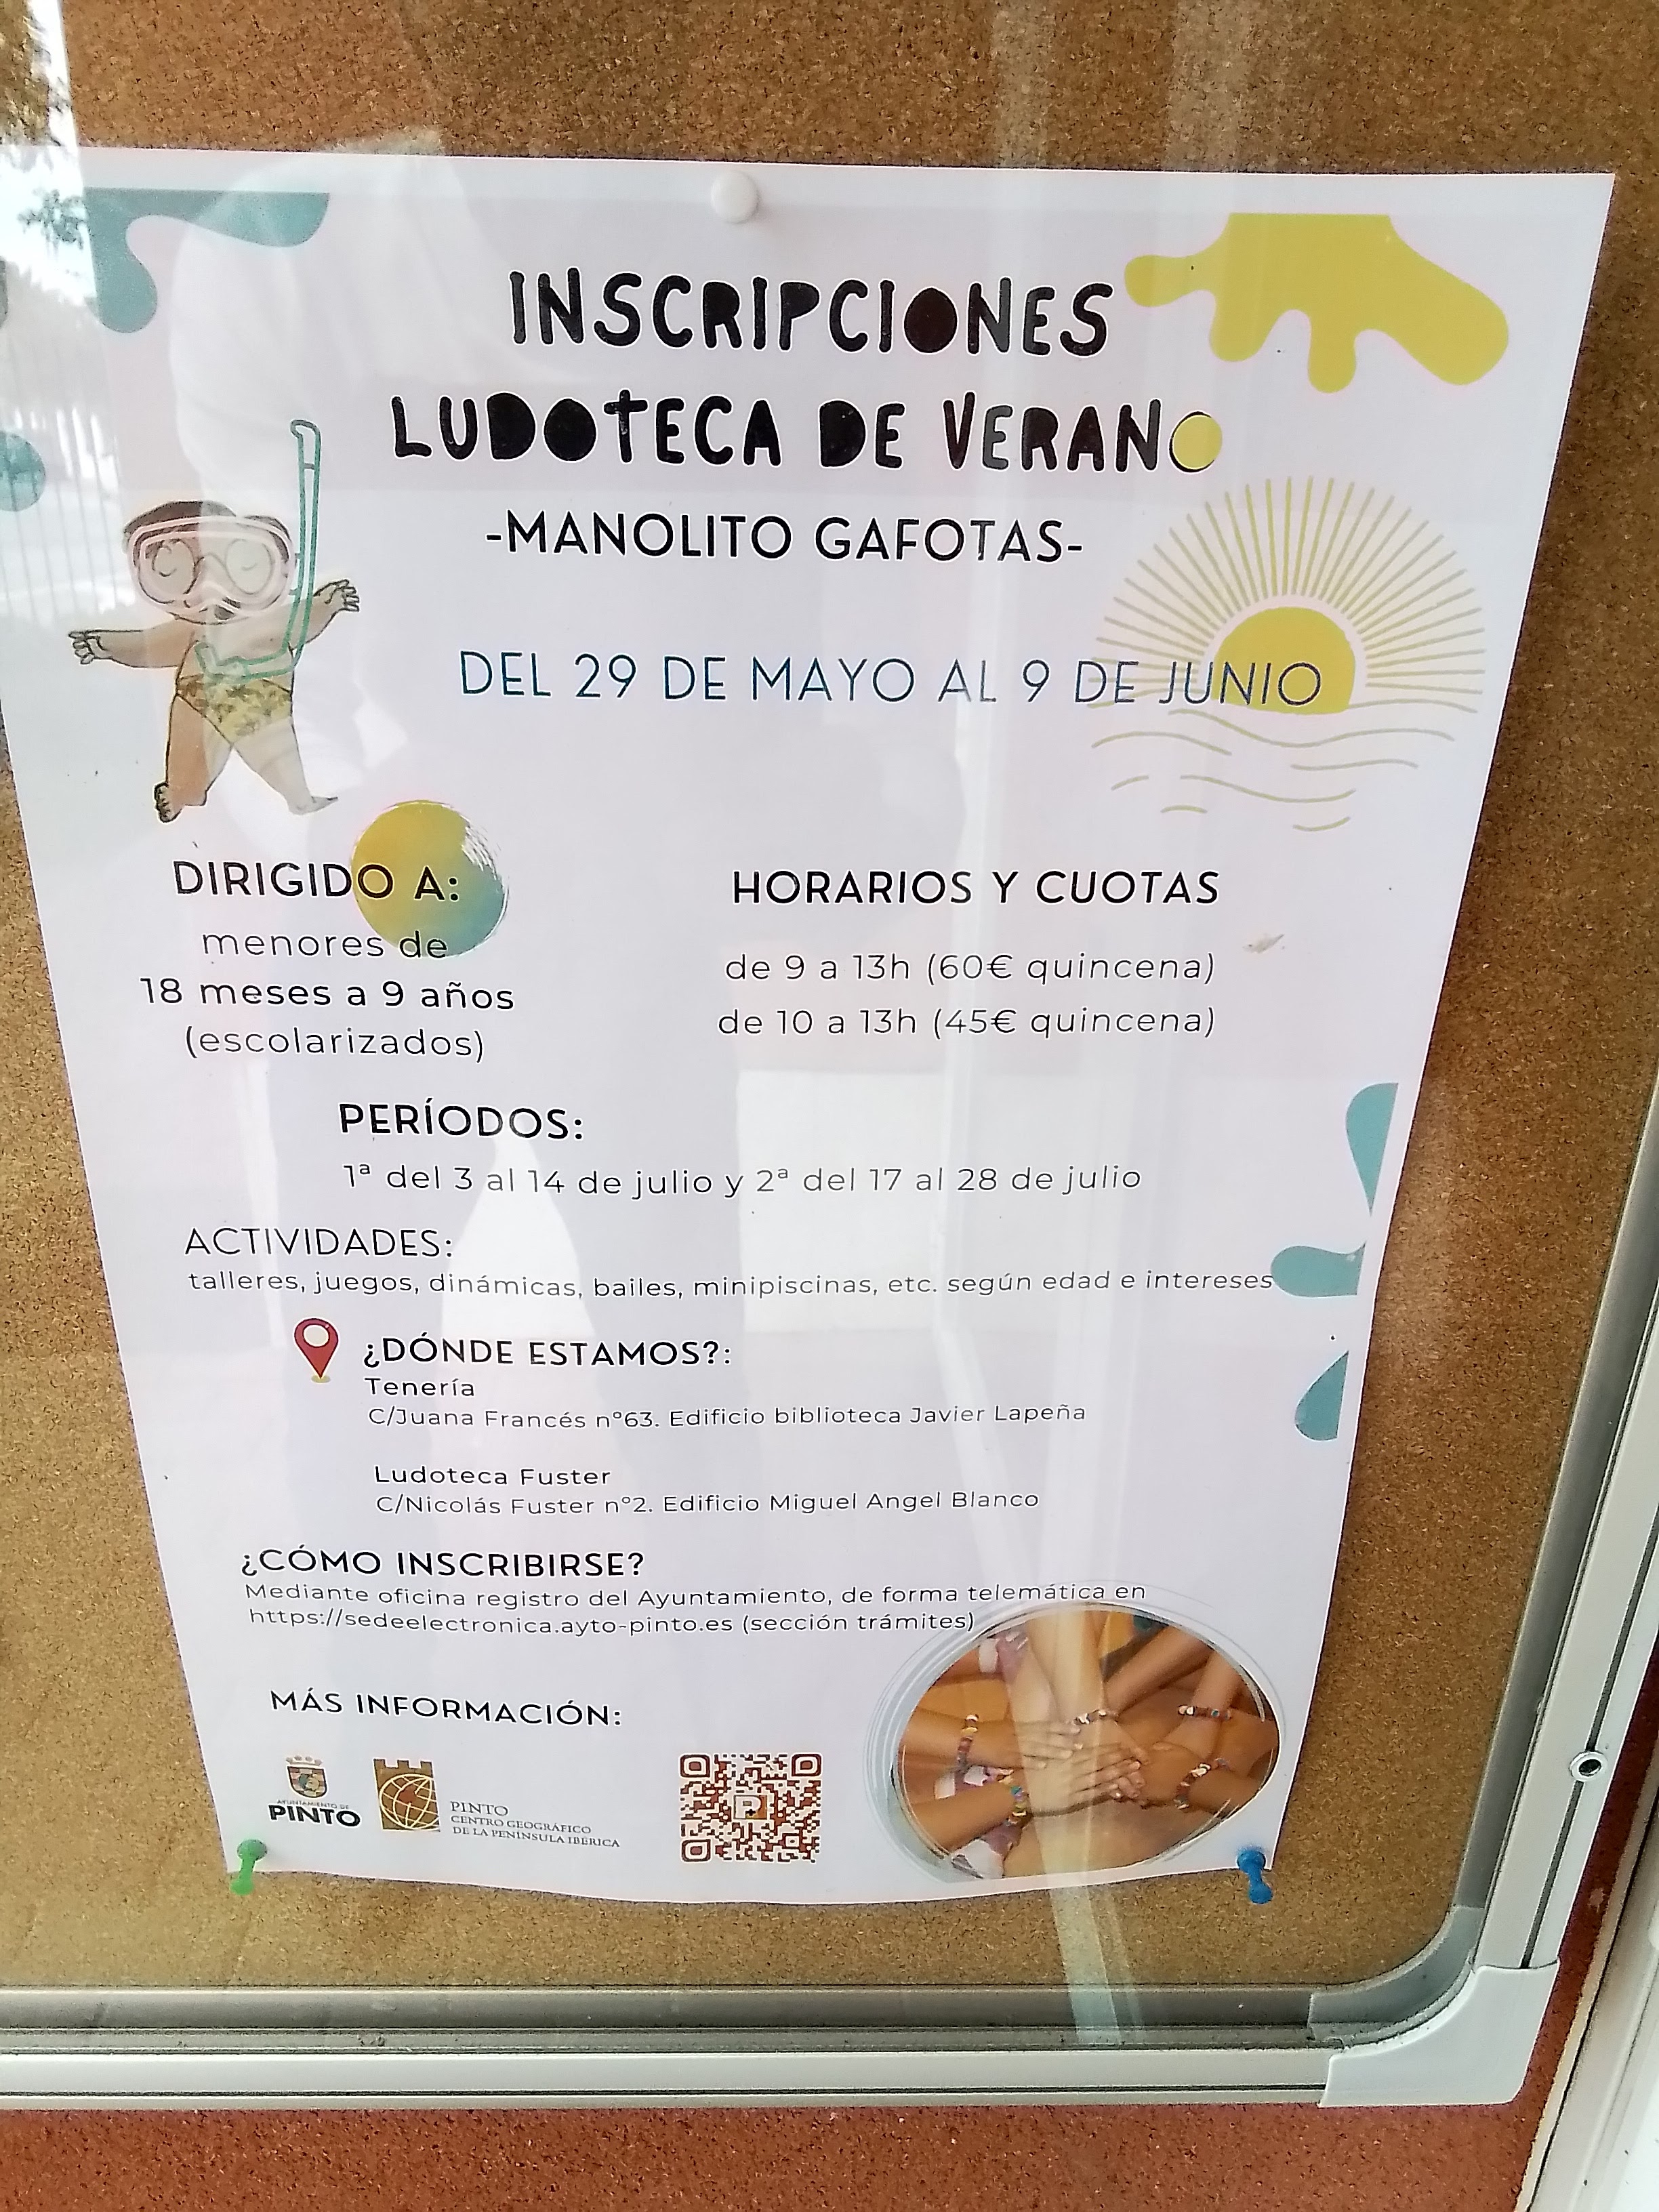 INSCRIPCIONES
LUDOTECA DE VERANO
-MANOLITO GAFOTAS-
DEL 29 DE MAYO AL 9 DE JUNIO
DIRIGIDO A:
menores de
18 meses a 9 años
(escolarizados)
HORARIOS Y CUOTAS
de 9 a 13h (60€ quincena)
de 10 a 13h (45€ quincena)
PERÍODOS:
1ª del 3 al 14 de julio y 2ª del 17 al 28 de julio
ACTIVIDADES:
talleres, juegos, dinámicas, bailes, minipiscinas, etc. según edad e intereses
¿DÓNDE ESTAMOS?:
Tenería
C/Juana Francés nº63. Edificio biblioteca Javier Lapeña
Ludoteca Fuster
C/Nicolás Fuster nº2. Edificio Miguel Angel Blanco
¿CÓMO INSCRIBIRSE?
Mediante oficina registro del Ayuntamiento, de forma telemática en
https://sedeelectronica.ayto-pinto.es (sección trámites)
MÁS INFORMACIÓN:
AYUNTAMIENTO DE
PINTO
PINTO
CENTRO GEOGRÁFICO
DE LA PENÍNSULA IBÉRICA
P